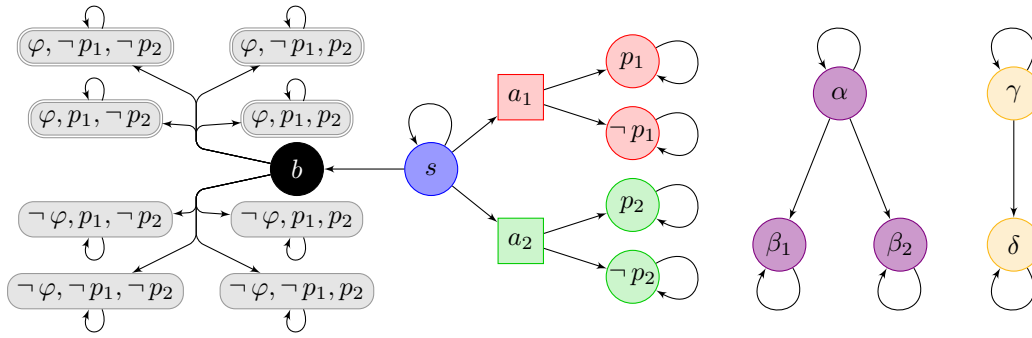 φ, ¬ p₁, ¬ p₂
φ, ¬ p₁, p₂
φ, p₁, ¬ p₂
φ, p₁, p₂
b
¬ φ, p₁, ¬ p₂
¬ φ, p₁, p₂
¬ φ, ¬ p₁, ¬ p₂
¬ φ, ¬ p₁, p₂
s
a₁
p₁
¬ p₁
a₂
p₂
¬ p₂
α
β₁
β₂
γ
δ